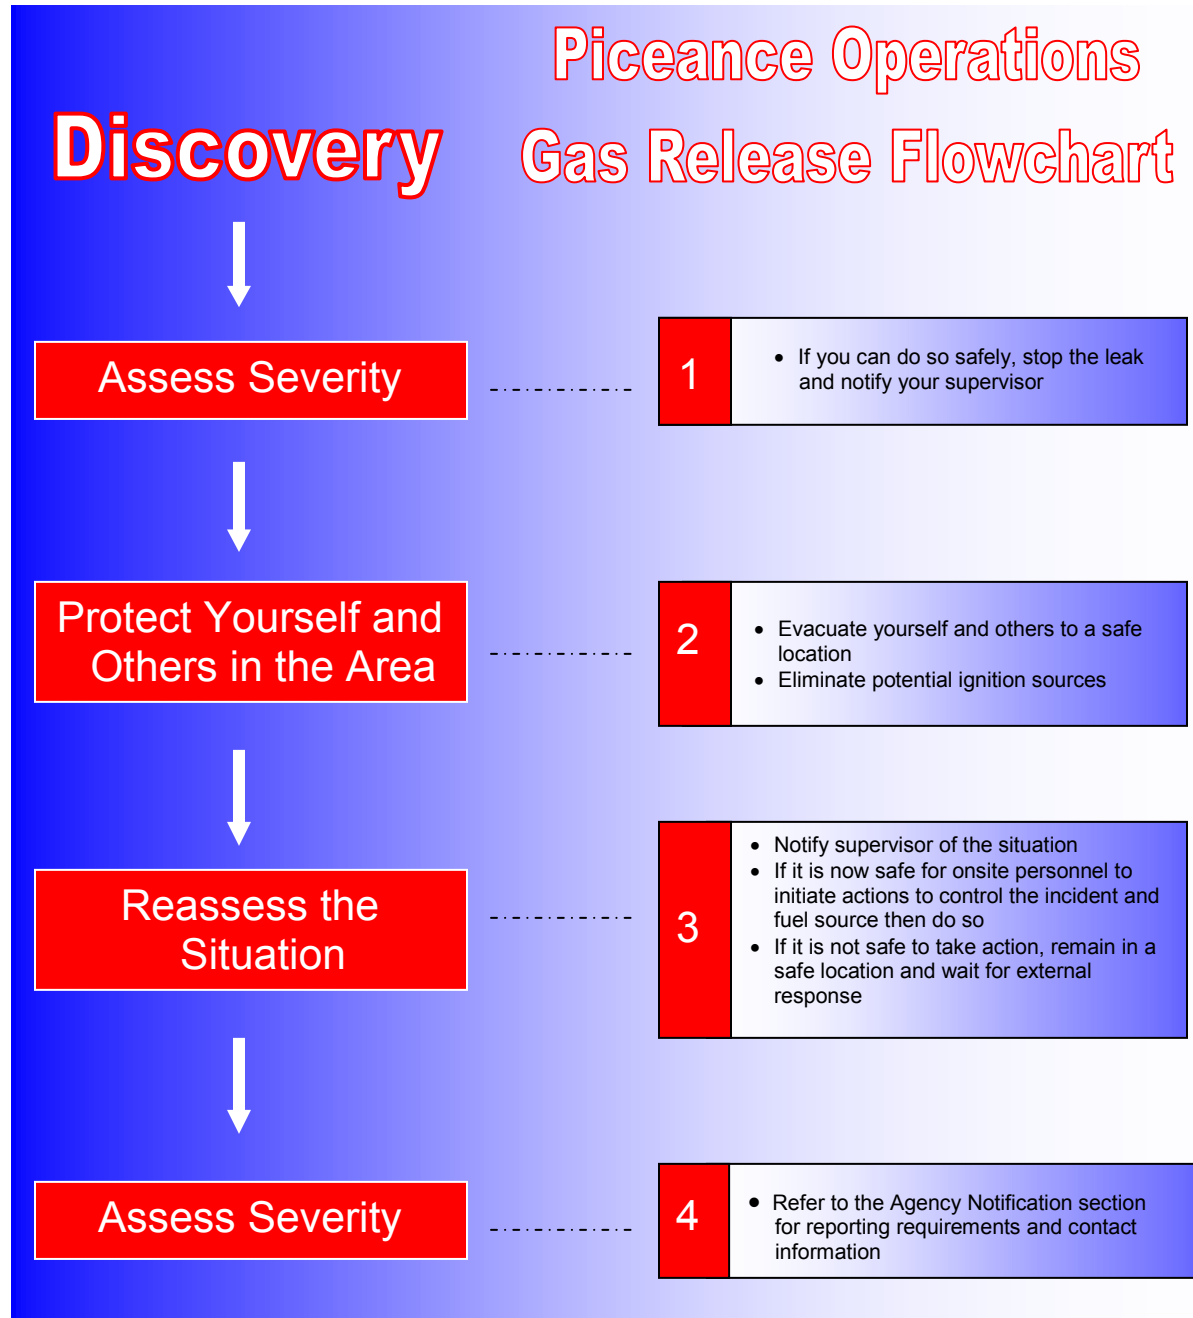 Piceance Operations
Gas Release Flowchart
Discovery
Assess Severity
1
• If you can do so safely, stop the leak
and notify your supervisor
Protect Yourself and
Others in the Area
2
• Evacuate yourself and others to a safe
location
• Eliminate potential ignition sources
Reassess the
Situation
3
• Notify supervisor of the situation
• If it is now safe for onsite personnel to
initiate actions to control the incident and
fuel source then do so
• If it is not safe to take action, remain in a
safe location and wait for external
response
Assess Severity
4
• Refer to the Agency Notification section
for reporting requirements and contact
information